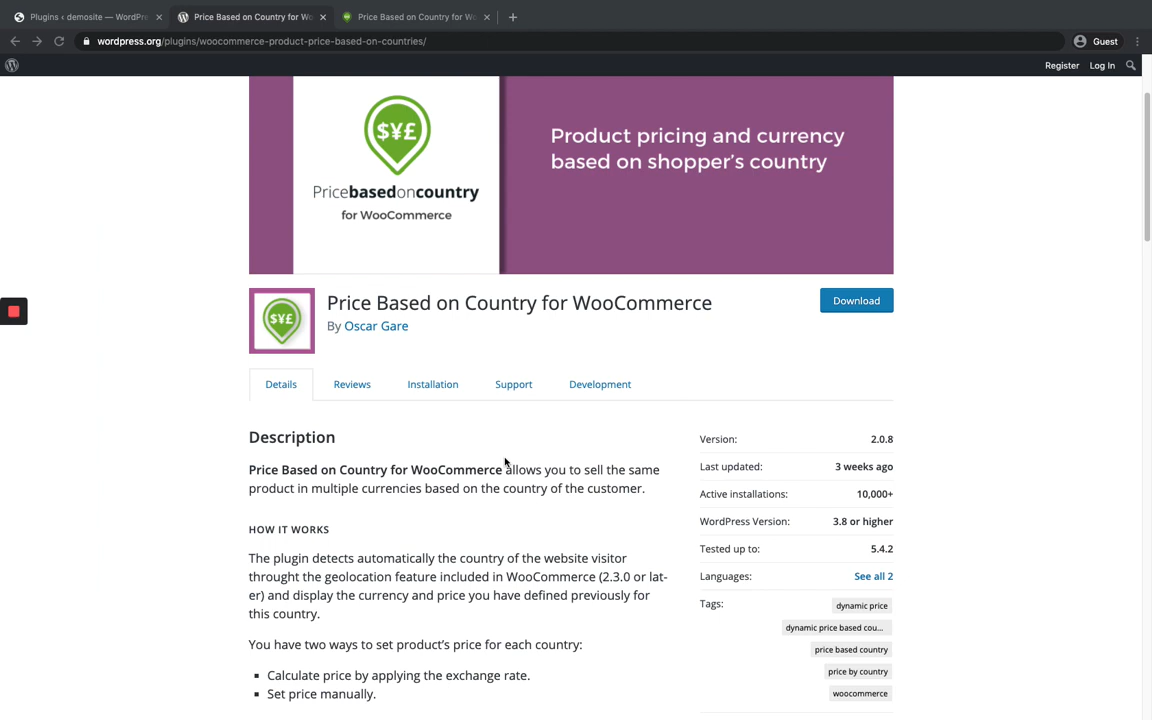 Plugins ‹ demosite — WordPre
Price Based on Country for Wo
Price Based on Country for Wo
wordpress.org/plugins/woocommerce-product-price-based-on-countries/
Guest
Register Log In
$¥£
Pricebasedoncountry
for WooCommerce
Product pricing and currency
based on shopper's country
$¥£
Price Based on Country for WooCommerce
By Oscar Gare
Download
Details Reviews Installation Support Development
Description
Price Based on Country for WooCommerce allows you to sell the same
product in multiple currencies based on the country of the customer.
HOW IT WORKS
The plugin detects automatically the country of the website visitor
throught the geolocation feature included in WooCommerce (2.3.0 or lat-
er) and display the currency and price you have defined previously for
this country.
You have two ways to set product's price for each country:
Calculate price by applying the exchange rate.
Set price manually.
Version: 2.0.8
Last updated: 3 weeks ago
Active installations: 10,000+
WordPress Version: 3.8 or higher
Tested up to: 5.4.2
Languages: See all 2
Tags: dynamic price
dynamic price based cou...
price based country
price by country
woocommerce